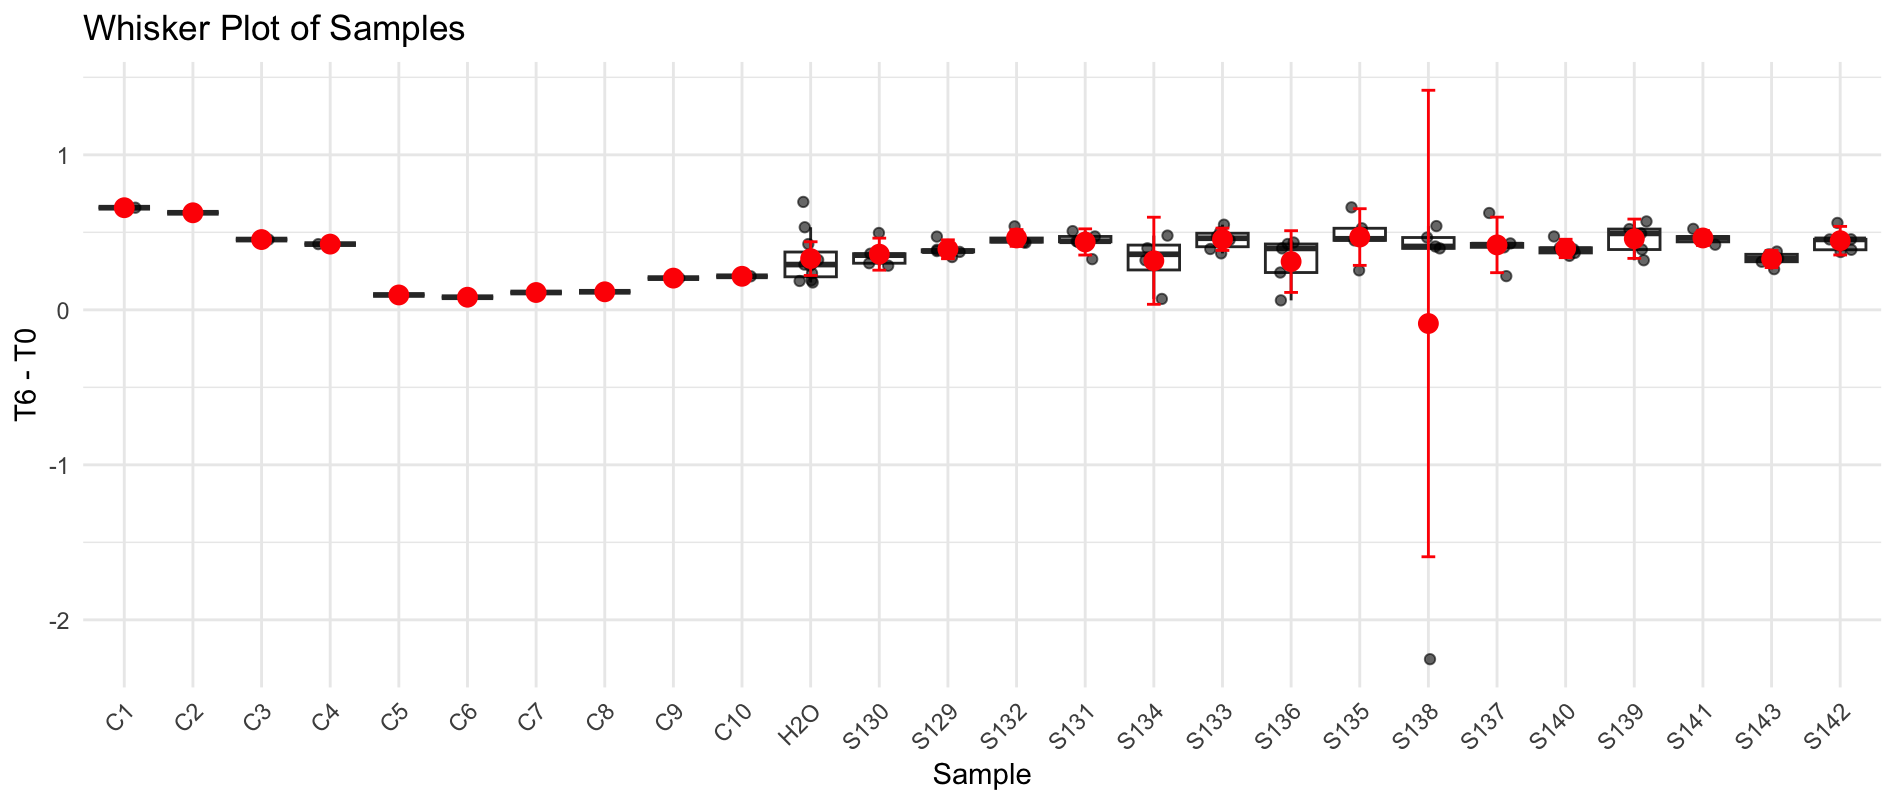 Whisker Plot of Samples
T6 - T0
1
0
-1
-2
C1 C2 C3 C4 C5 C6 C7 C8 C9 C10 H2O S130 S129 S132 S131 S134 S133 S136 S135 S138 S137 S140 S139 S141 S143 S142
Sample